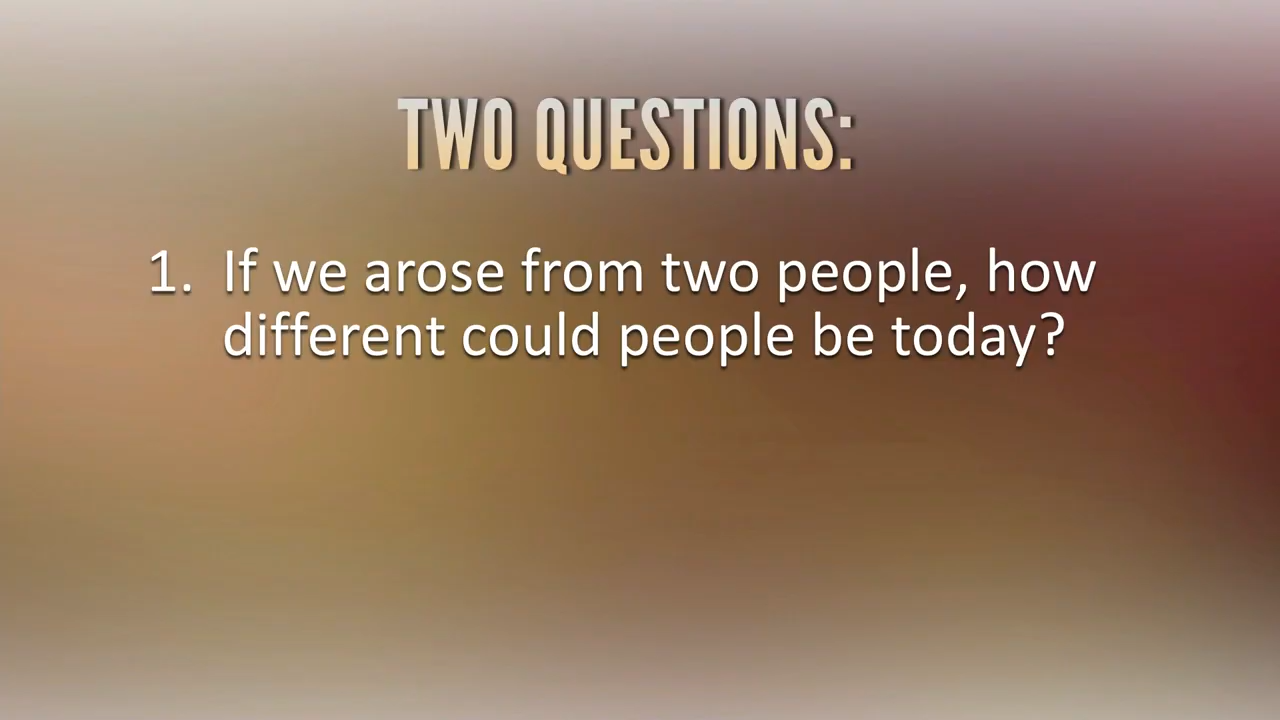 TWO QUESTIONS:
1. If we arose from two people, how
different could people be today?